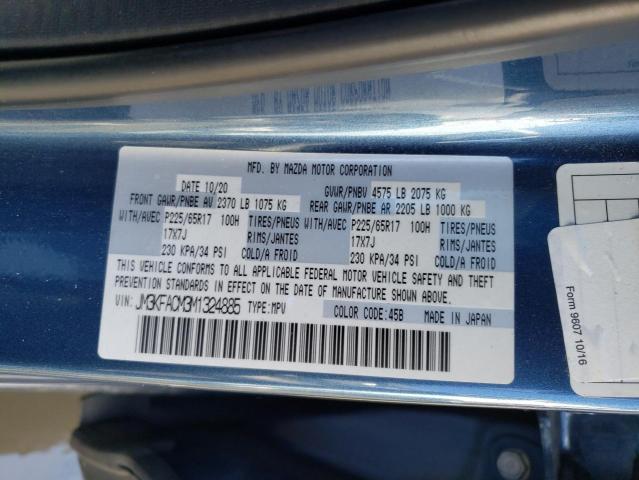 MFD. BY MAZDA MOTOR CORPORATION
DATE 10/20 GVWR/PNBV 4575 LB 2075 KG
FRONT GAWR/PNBE AV 2370 LB 1075 KG REAR GAWR/PNBE AR 2205 LB 1000 KG
WITH/AVEC P225/65R17 100H TIRES/PNEUS WITH/AVEC P225/65R17 100H TIRES/PNEUS
17X7J RIMS/JANTES 17X7J RIMS/JANTES
230 KPA/34 PSI COLD/A FROID 230 KPA/34 PSI COLD/A FROID
THIS VEHICLE CONFORMS TO ALL APPLICABLE FEDERAL MOTOR VEHICLE SAFETY AND THEFT
PREVENTION STANDARDS IN EFFECT ON THE DATE OF MANUFACTURE SHOWN ABOVE.
VIN: JM3KFACM3M1324885 TYPE: MPV COLOR CODE: 45B MADE IN JAPAN
Form 9607 10/16